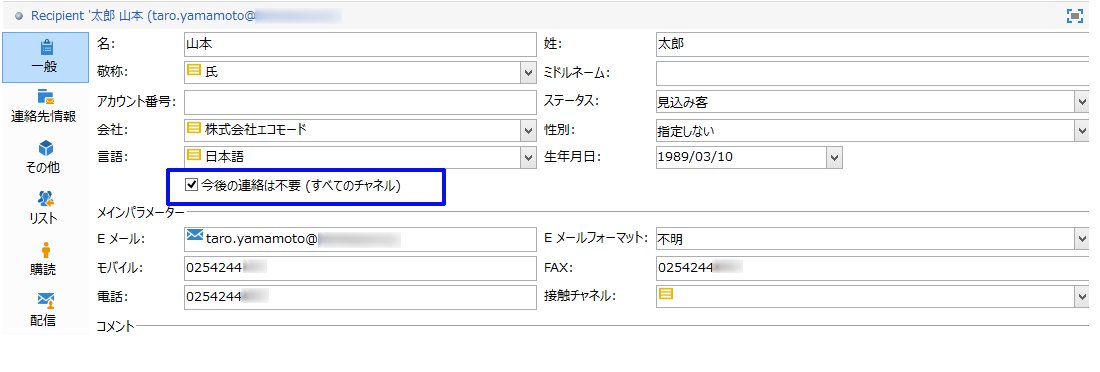 Recipient '太郎 山本 (taro.yamamoto@
一般
連絡先情報
その他
リスト
購読
配信
名: 山本 姓: 太郎
敬称: 氏 ミドルネーム:
アカウント番号: ステータス: 見込み客
会社: 株式会社エコモード 性別: 指定しない
言語: 日本語 生年月日: 1989/03/10
今後の連絡は不要 (すべてのチャネル)
メインパラメーター
E メール: taro.yamamoto@ E メールフォーマット: 不明
モバイル: 0254244 FAX: 0254244
電話: 0254244 接触チャネル:
コメント